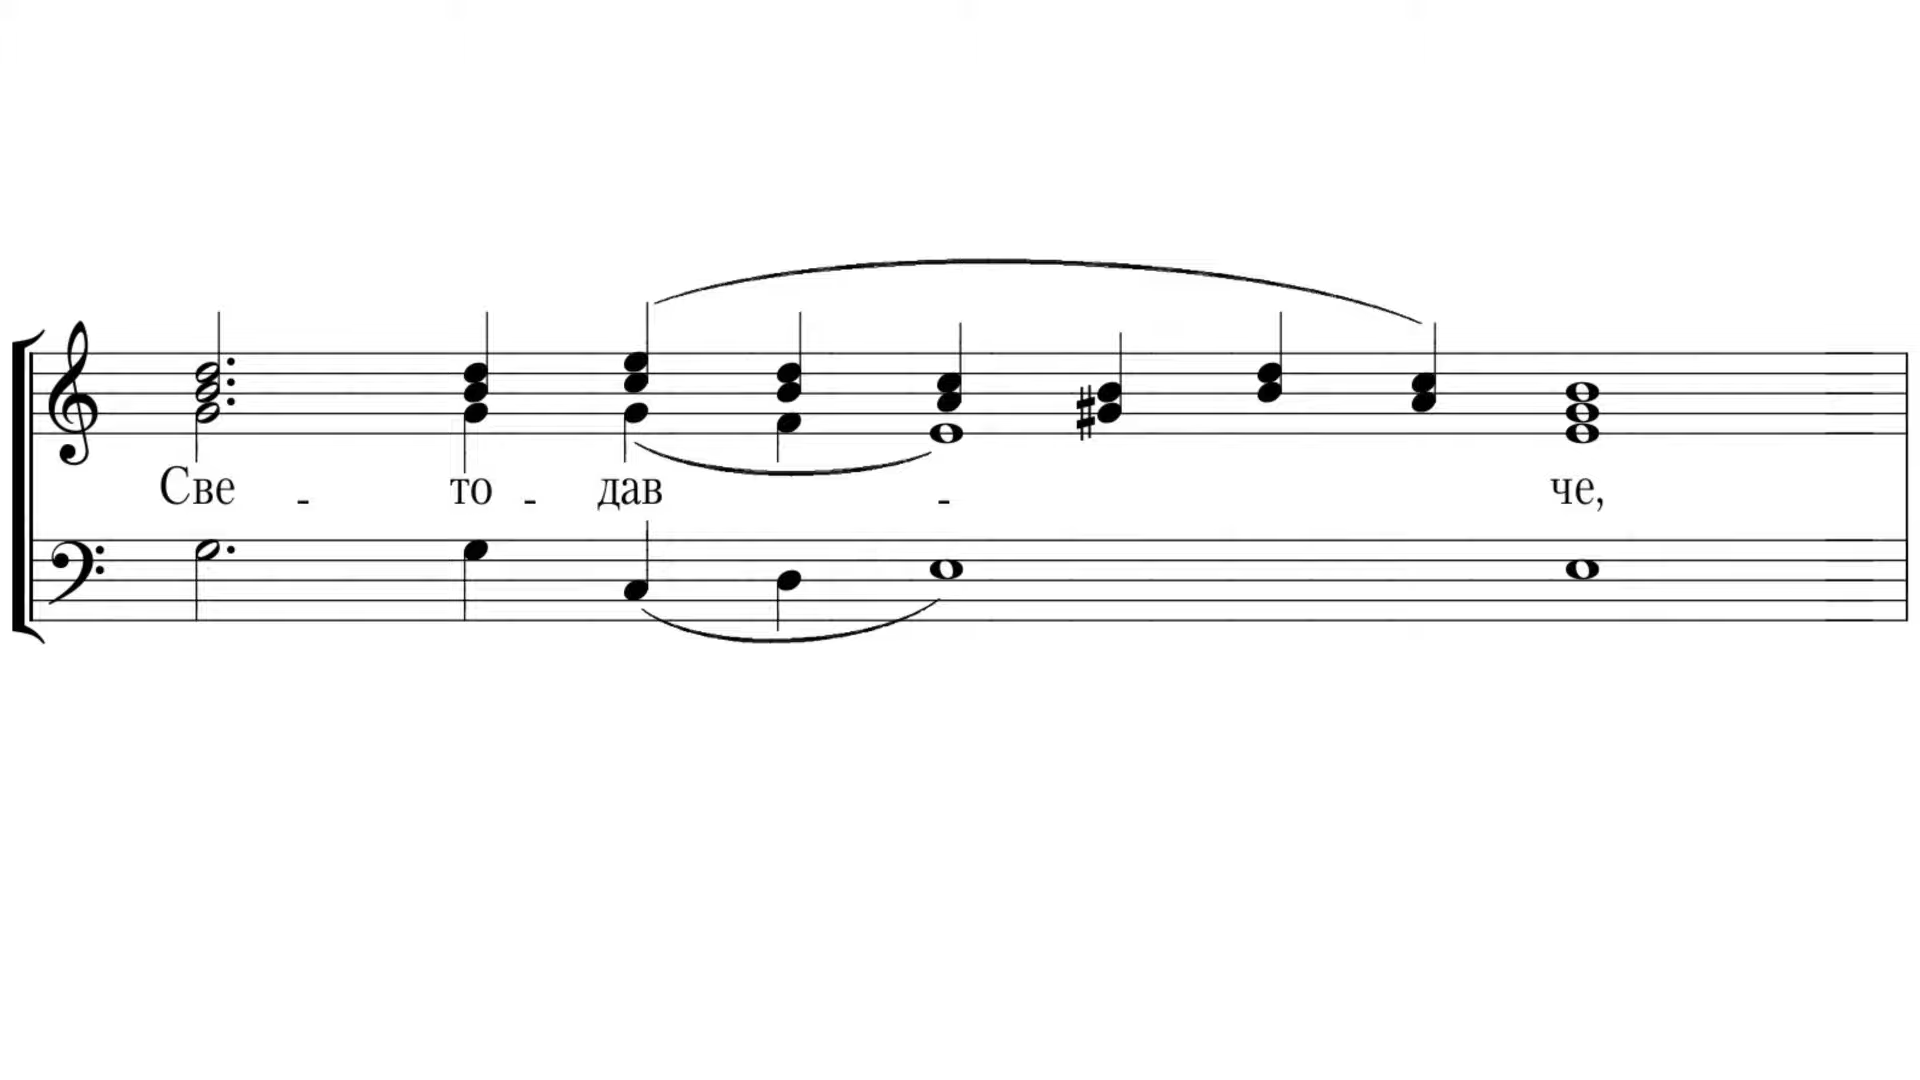 Све - то - дав - че,